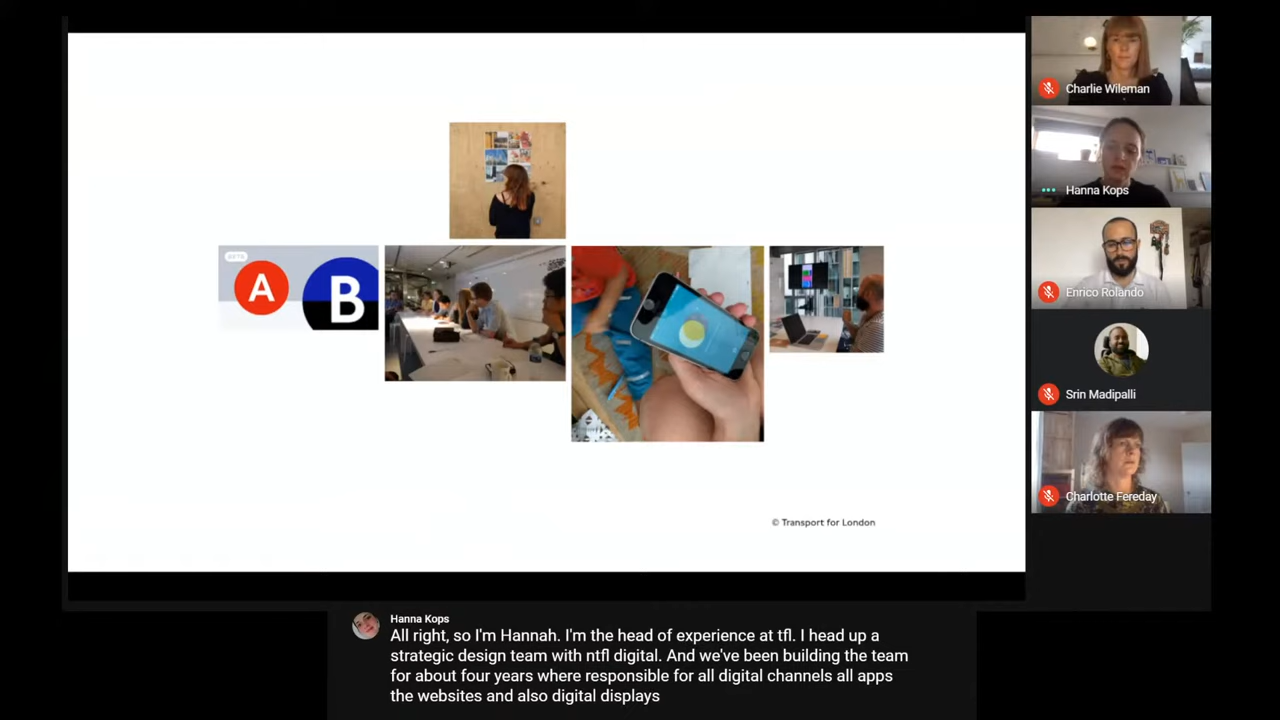 A
B
© Transport for London
Charlie Wileman
Hanna Kops
Enrico Rolando
Srin Madipalli
Charlotte Fereday
Hanna Kops
All right, so I'm Hannah. I'm the head of experience at tfl. I head up a
strategic design team with ntfl digital. And we've been building the team
for about four years where responsible for all digital channels all apps
the websites and also digital displays